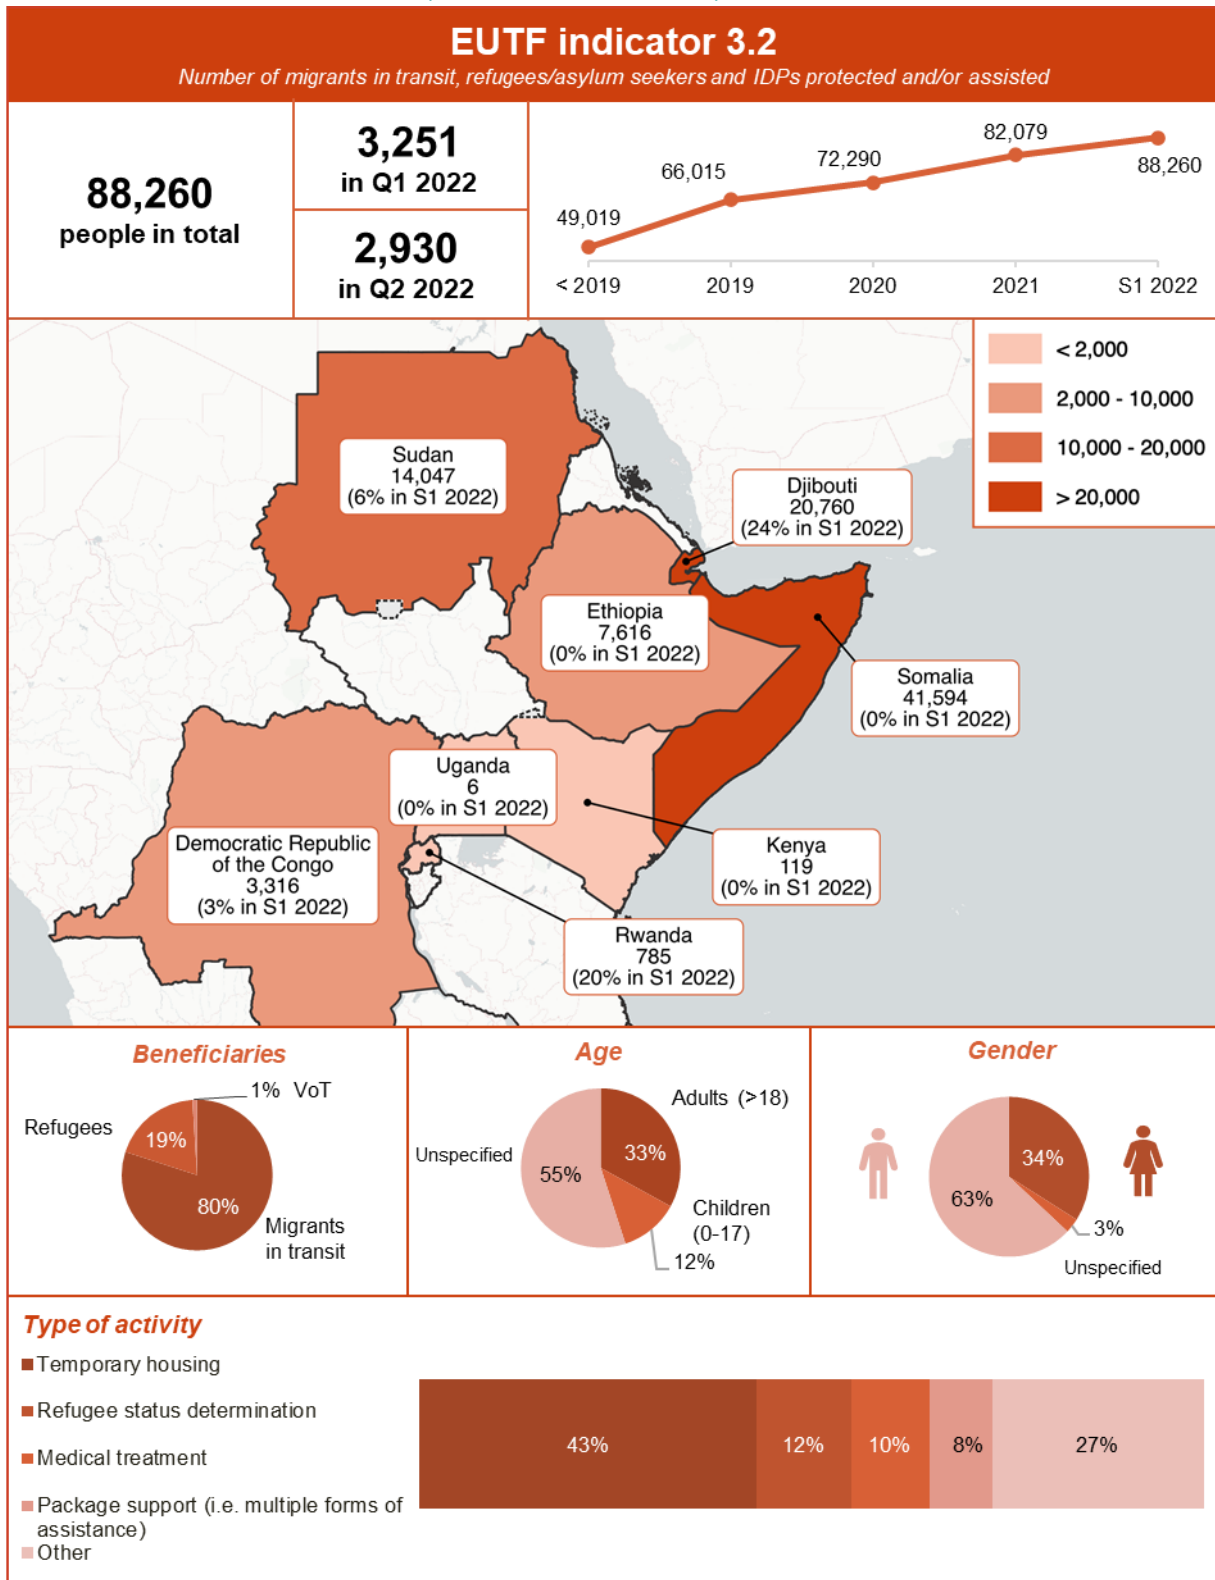 EUTF indicator 3.2
Number of migrants in transit, refugees/asylum seekers and IDPs protected and/or assisted
88,260
people in total
3,251
in Q1 2022
2,930
in Q2 2022
49,019
66,015
72,290
82,079
88,260
< 2019
2019
2020
2021
S1 2022
< 2,000
2,000 - 10,000
10,000 - 20,000
> 20,000
Sudan
14,047
(6% in S1 2022)
Djibouti
20,760
(24% in S1 2022)
Ethiopia
7,616
(0% in S1 2022)
Somalia
41,594
(0% in S1 2022)
Uganda
6
(0% in S1 2022)
Democratic Republic
of the Congo
3,316
(3% in S1 2022)
Kenya
119
(0% in S1 2022)
Rwanda
785
(20% in S1 2022)
Beneficiaries
1% VoT
Refugees
19%
80%
Migrants
in transit
Age
Adults (>18)
Unspecified
33%
55%
Children
(0-17)
12%
Gender
34%
63%
3%
Unspecified
Type of activity
Temporary housing
Refugee status determination
Medical treatment
Package support (i.e. multiple forms of
assistance)
Other
43%
12%
10%
8%
27%